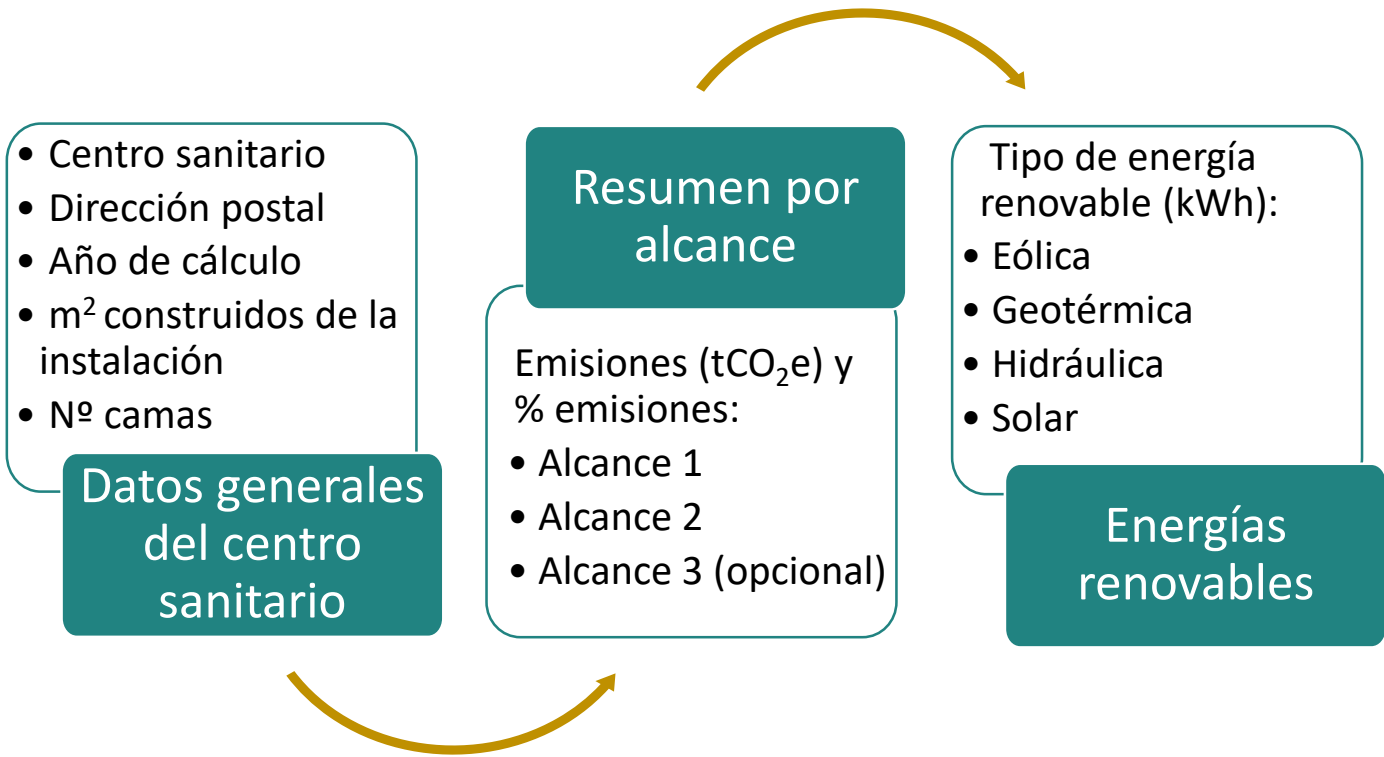 • Centro sanitario
• Dirección postal
• Año de cálculo
• m² construidos de la
instalación
• Nº camas
Datos generales
del centro
sanitario
Resumen por
alcance
Emisiones (tCO₂e) y
% emisiones:
• Alcance 1
• Alcance 2
• Alcance 3 (opcional)
Tipo de energía
renovable (kWh):
• Eólica
• Geotérmica
• Hidráulica
• Solar
Energías
renovables